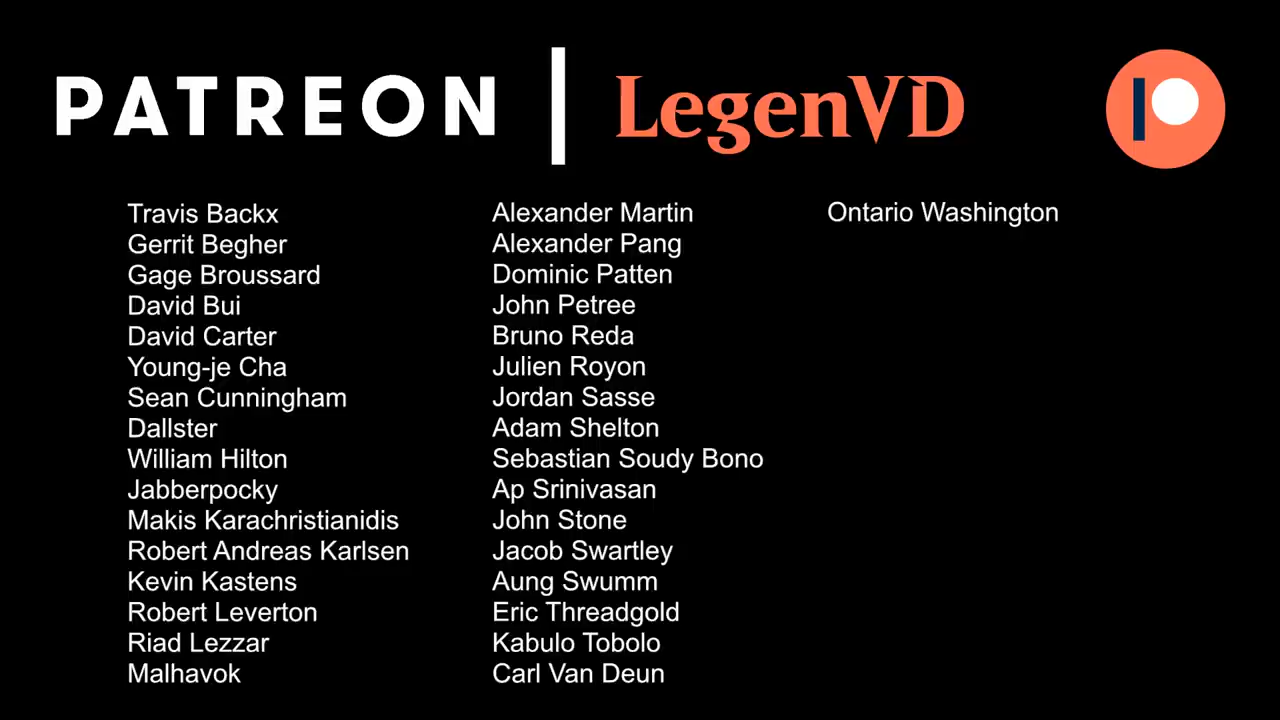 PATREON | LegenVD
Travis Backx
Gerrit Begher
Gage Broussard
David Bui
David Carter
Young-je Cha
Sean Cunningham
Dallster
William Hilton
Jabberpocky
Makis Karachristianidis
Robert Andreas Karlsen
Kevin Kastens
Robert Leverton
Riad Lezzar
Malhavok
Alexander Martin
Alexander Pang
Dominic Patten
John Petree
Bruno Reda
Julien Royon
Jordan Sasse
Adam Shelton
Sebastian Soudy Bono
Ap Srinivasan
John Stone
Jacob Swartley
Aung Swumm
Eric Threadgold
Kabulo Tobolo
Carl Van Deun
Ontario Washington